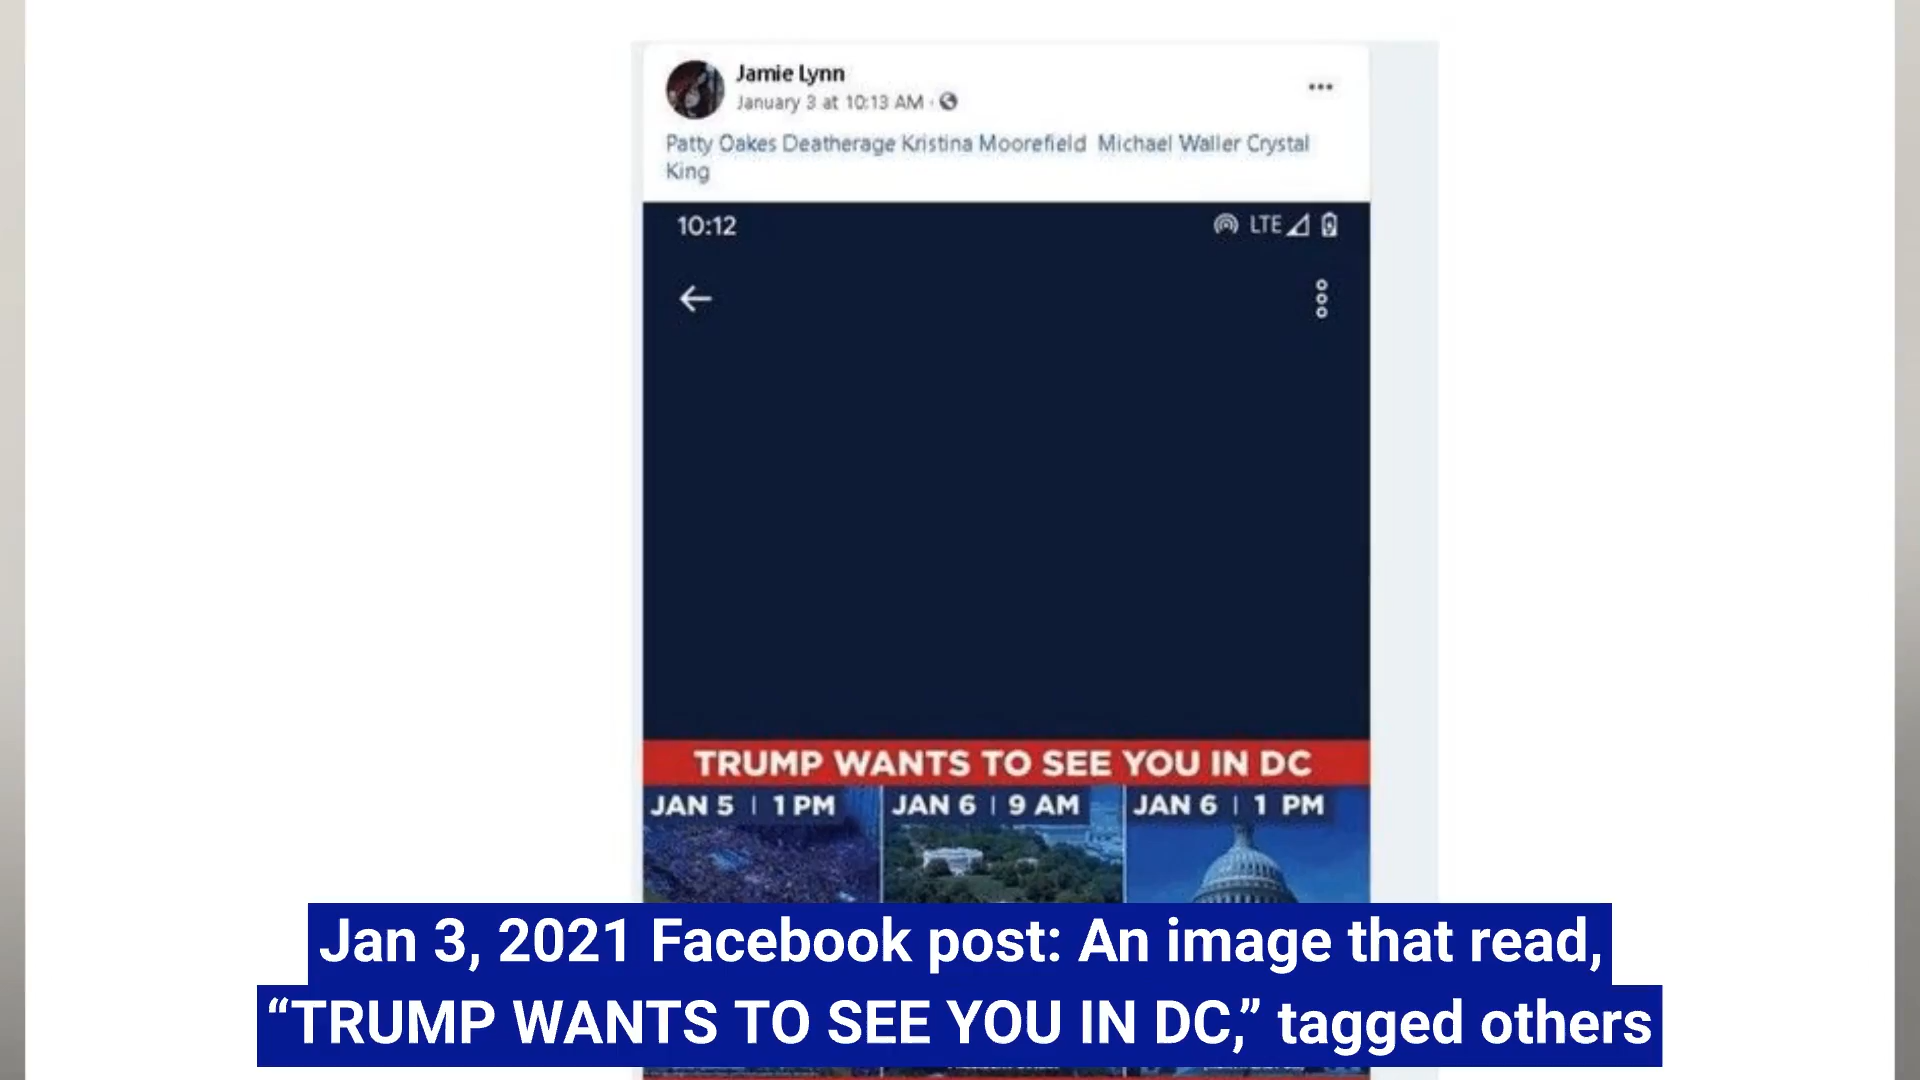 Jamie Lynn
January 3 at 10:13 AM ·
Patty Oakes Deatherage Kristina Moorefield Michael Waller Crystal
King
10:12 LTE
TRUMP WANTS TO SEE YOU IN DC
JAN 5 | 1 PM JAN 6 | 9 AM JAN 6 | 1 PM
Jan 3, 2021 Facebook post: An image that read,
“TRUMP WANTS TO SEE YOU IN DC,” tagged others